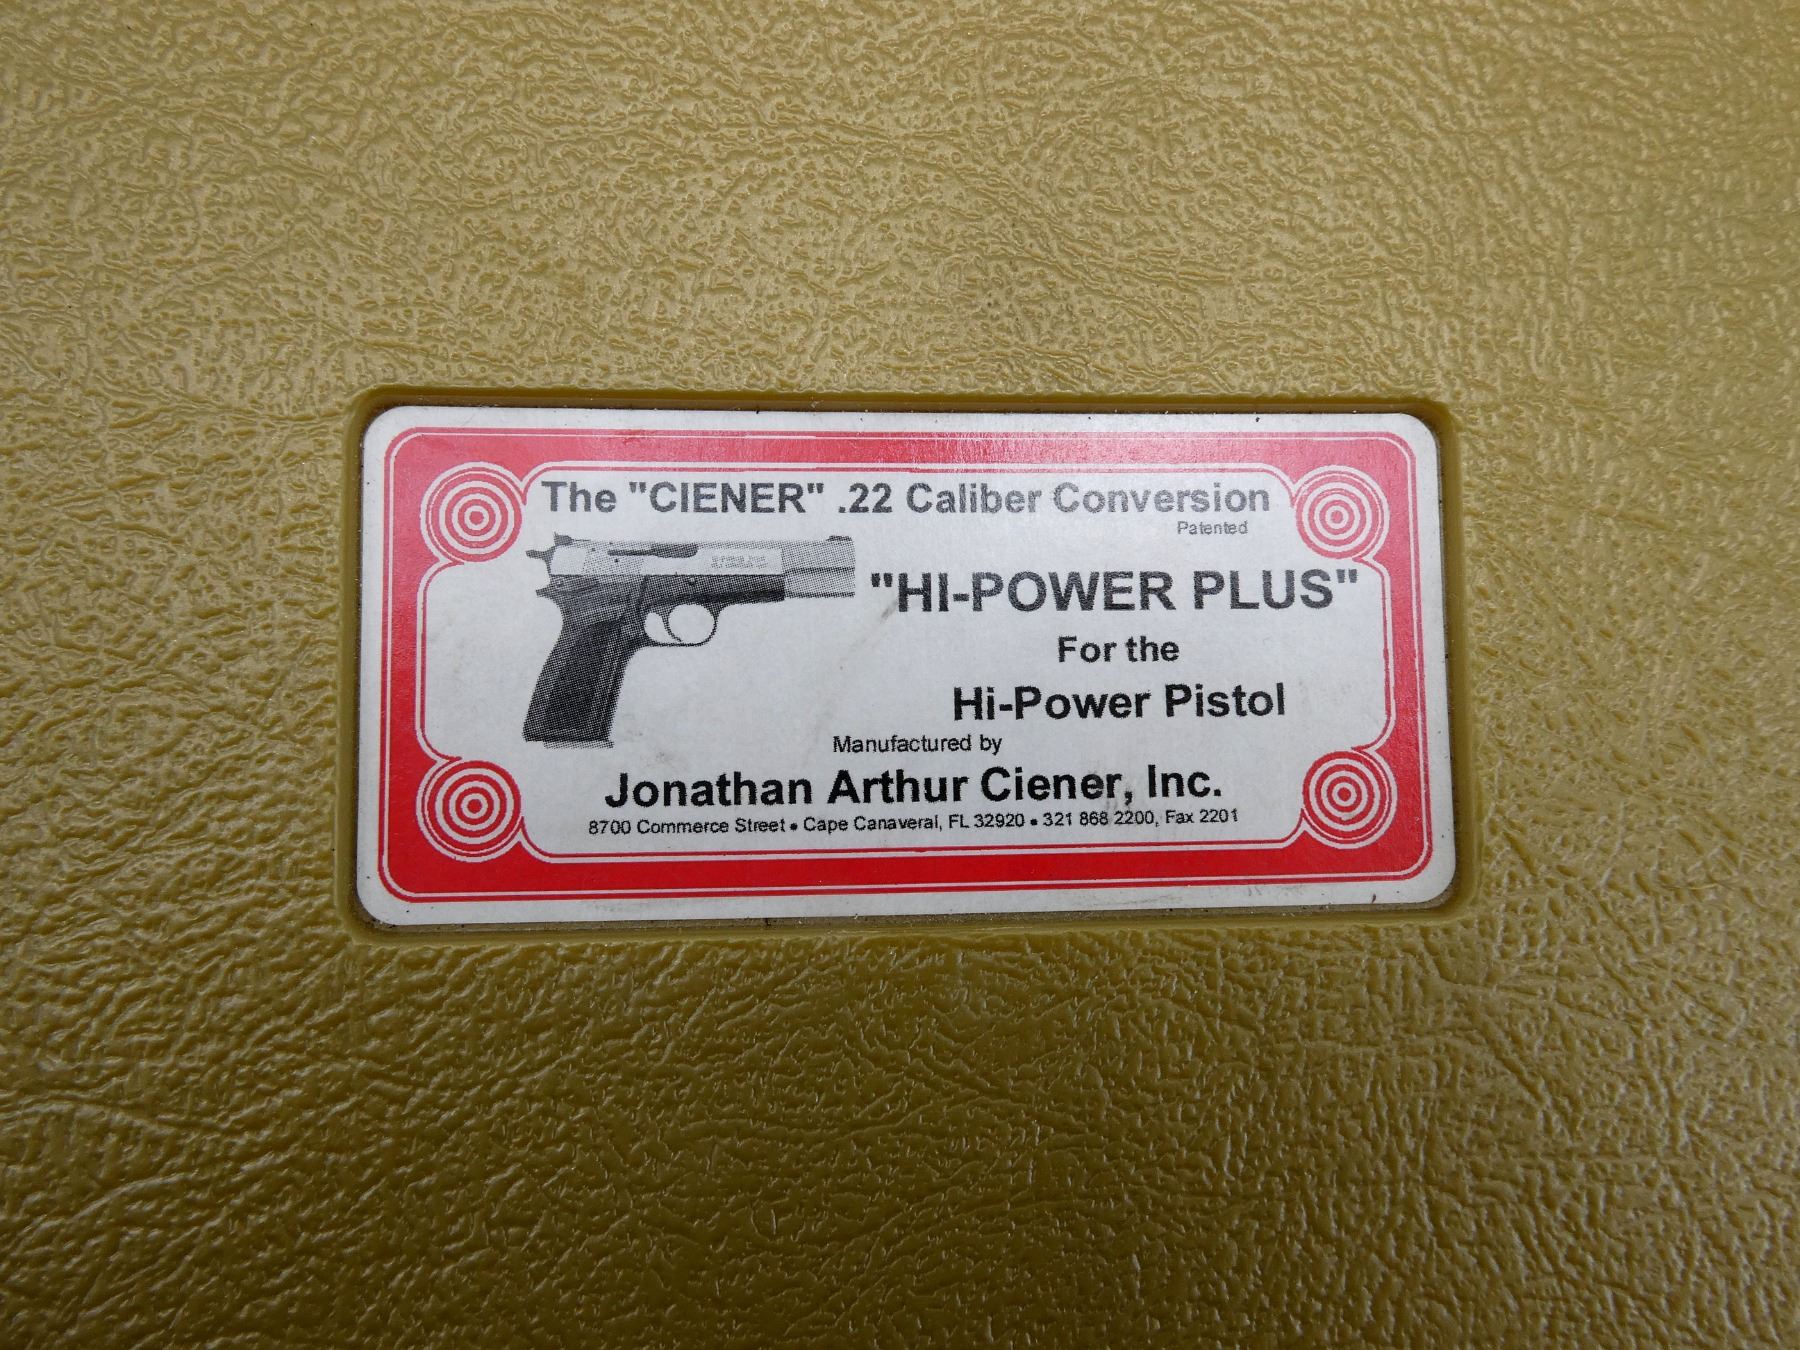 The "CIENER" .22 Caliber Conversion
Patented
"HI-POWER PLUS"
For the
Hi-Power Pistol
Manufactured by
Jonathan Arthur Ciener, Inc.
8700 Commerce Street • Cape Canaveral, FL 32920 • 321 868 2200, Fax 2201